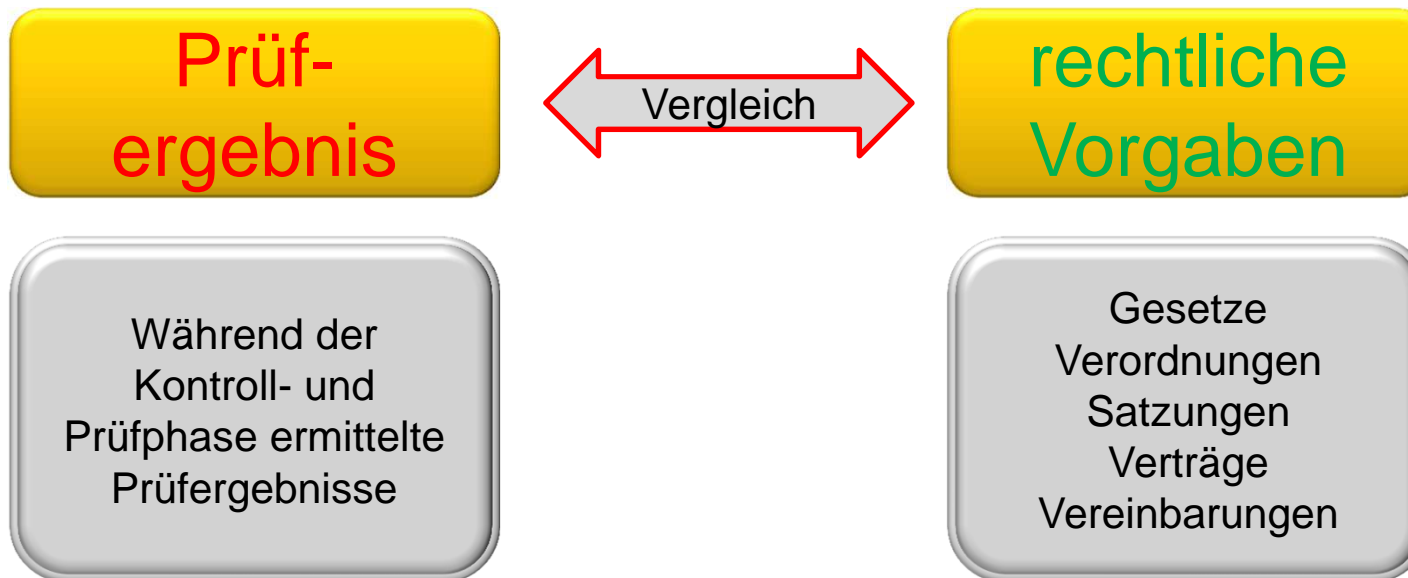 Prüf-
ergebnis
Vergleich
rechtliche
Vorgaben
Während der
Kontroll- und
Prüfphase ermittelte
Prüfergebnisse
Gesetze
Verordnungen
Satzungen
Verträge
Vereinbarungen